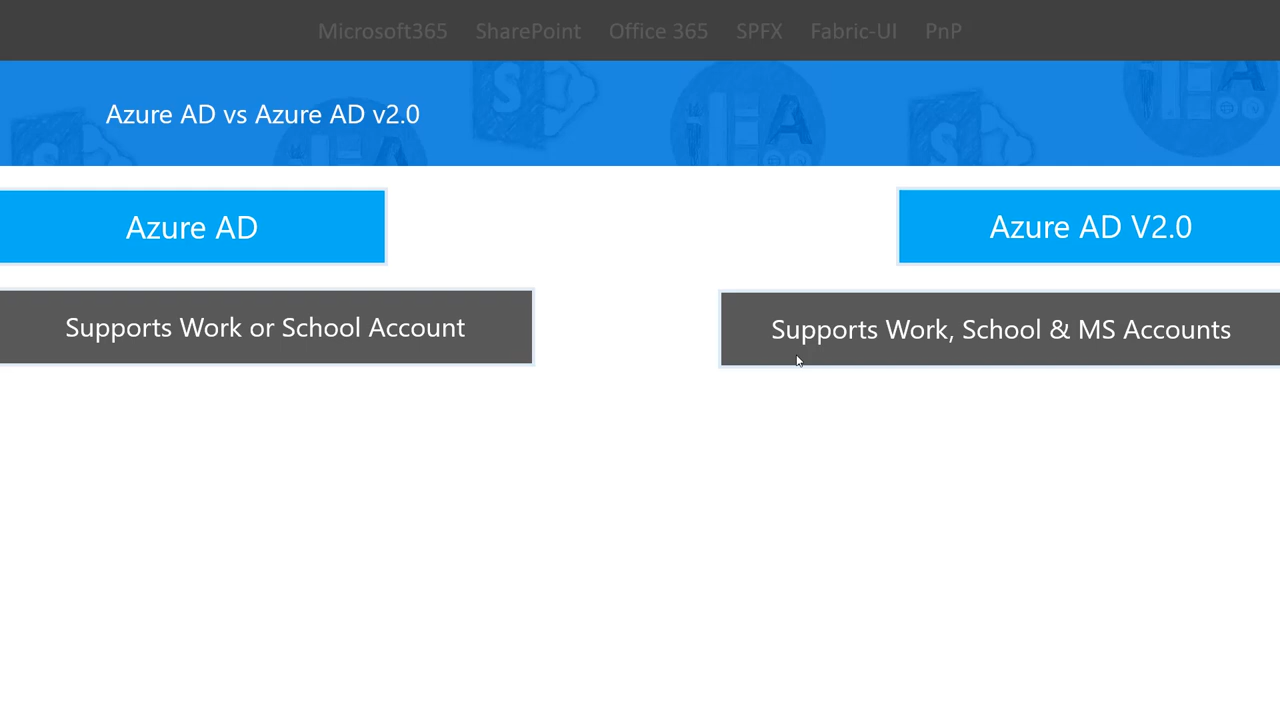 Microsoft365 SharePoint Office 365 SPFX Fabric-UI PnP
Azure AD vs Azure AD v2.0
Azure AD
Azure AD V2.0
Supports Work or School Account
Supports Work, School & MS Accounts